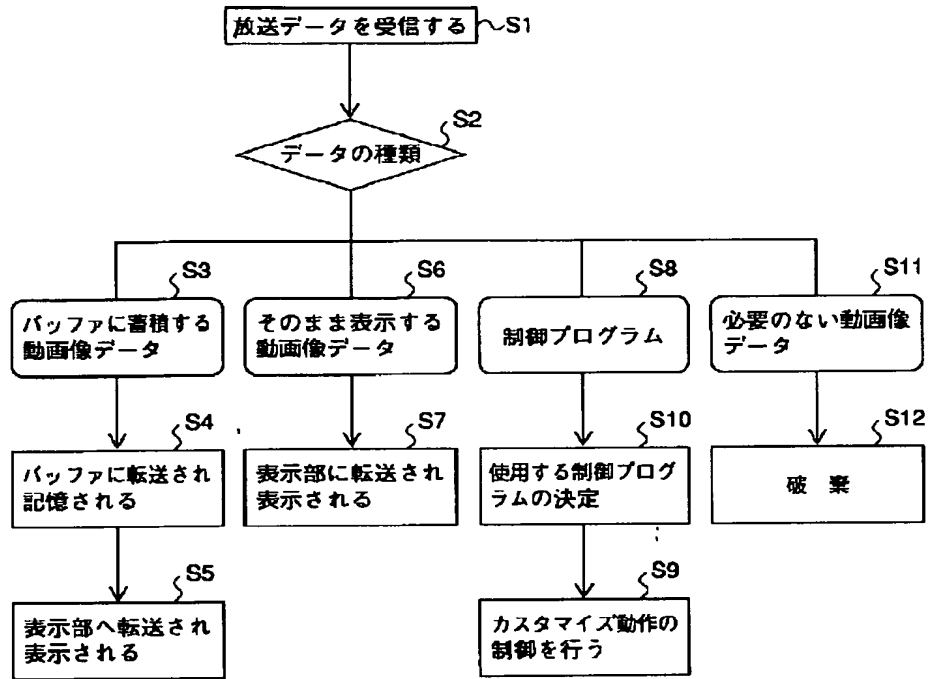 放送データを受信する
S1
S2
データの種類
S3
バッファに蓄積する
動画像データ
S6
そのまま表示する
動画像データ
S8
制御プログラム
S11
必要のない動画像
データ
S4
バッファに転送され
記憶される
S7
表示部に転送され
表示される
S10
使用する制御プログ
ラムの決定
S12
破 棄
S5
表示部へ転送され
表示される
S9
カスタマイズ動作の
制御を行う